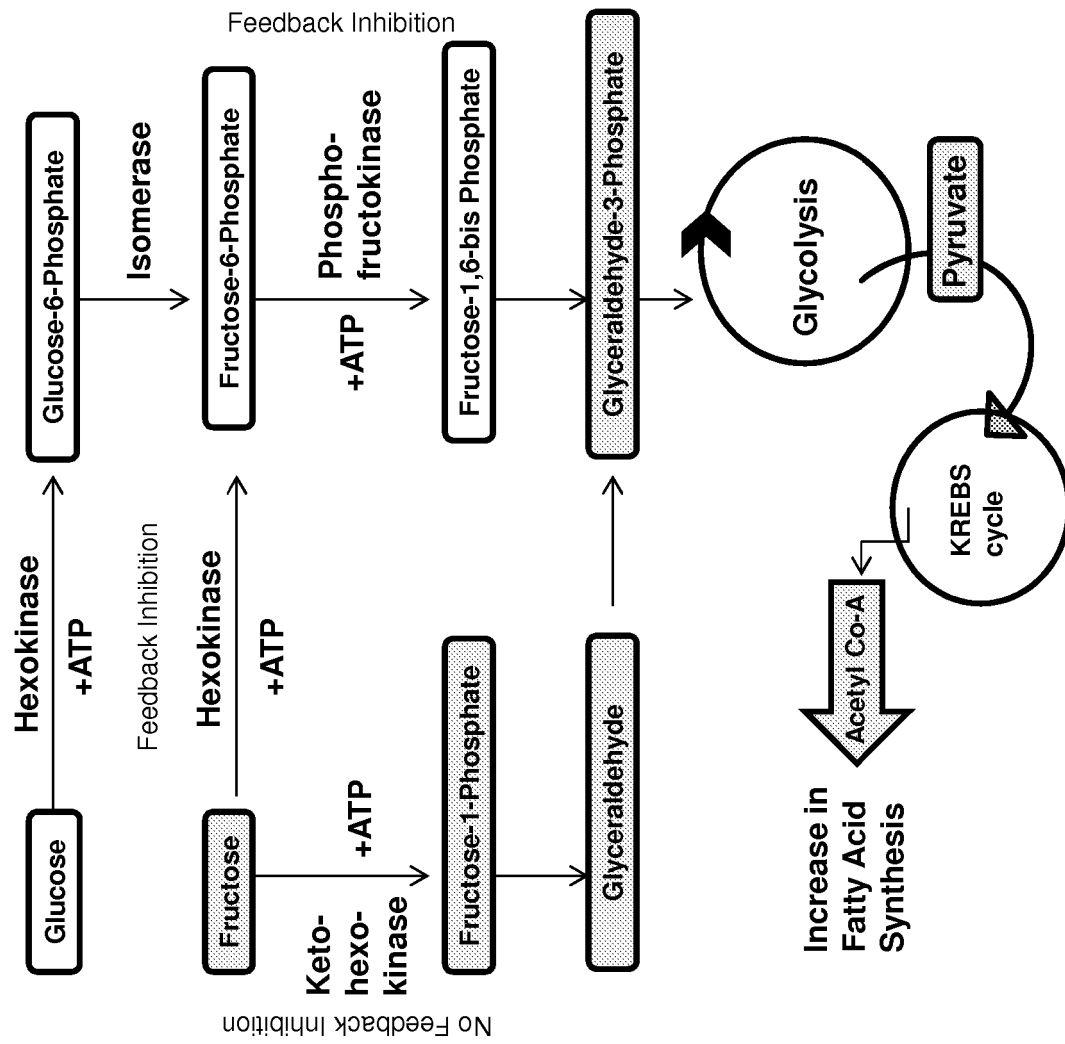 Glucose
Hexokinase
+ATP
Glucose-6-Phosphate
Feedback Inhibition
Isomerase
Fructose
Hexokinase
+ATP
Fructose-6-Phosphate
Feedback Inhibition
No Feedback Inhibition
Keto-
hexo-
kinase
+ATP
+ATP
Phospho-
fructokinase
Fructose-1-Phosphate
Fructose-1,6-bis Phosphate
Glyceraldehyde
Glyceraldehyde-3-Phosphate
Glycolysis
Pyruvate
KREBS
cycle
Acetyl Co-A
Increase in
Fatty Acid
Synthesis